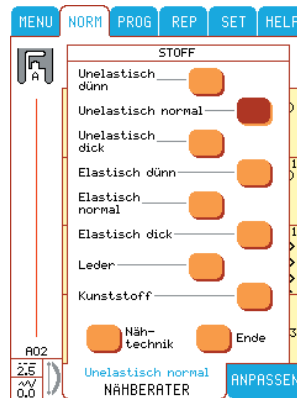 MENU NORM PROG REP SET HELP
STOFF
A
Unelastisch
dünn
Unelastisch normal
Unelastisch
dick
Elastisch dünn
Elastisch
normal
Elastisch dick
Leder
Kunststoff
Näh-
technik
Ende
A02
2.5
0.0
Unelastisch normal
NÄHBERATER
ANPASSEN